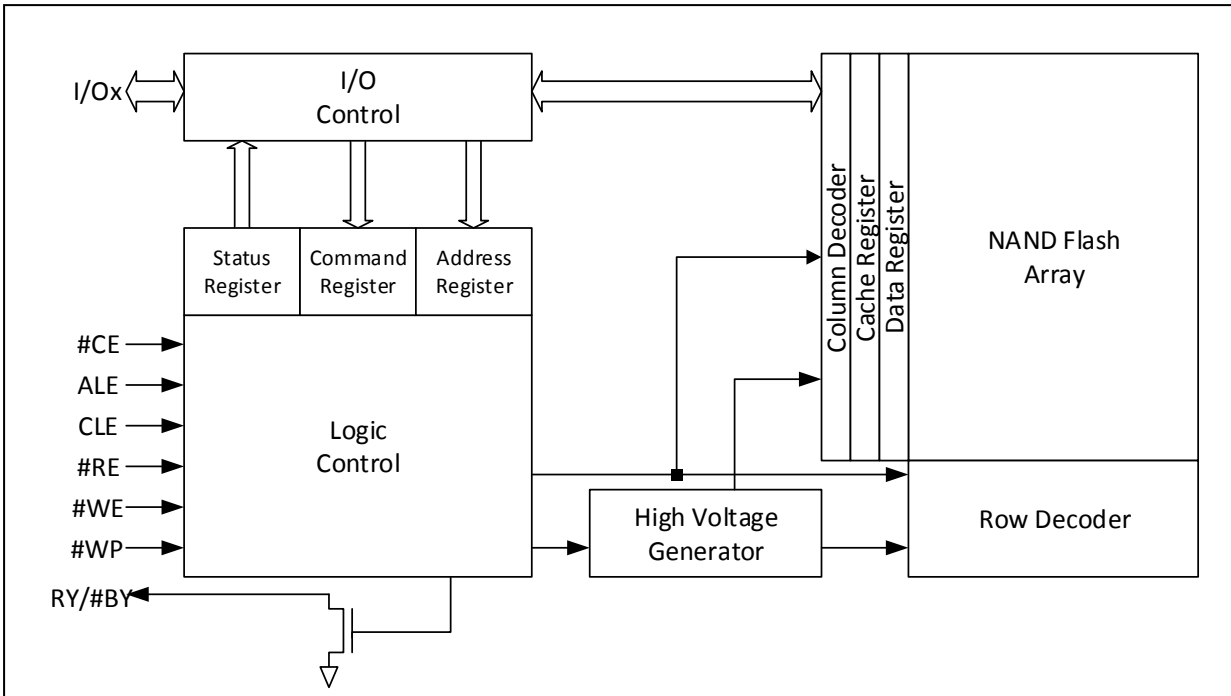 I/Ox
I/O
Control
Status
Register
Command
Register
Address
Register
#CE
ALE
CLE
#RE
#WE
#WP
RY/#BY
Logic
Control
High Voltage
Generator
Column Decoder
Cache Register
Data Register
NAND Flash
Array
Row Decoder